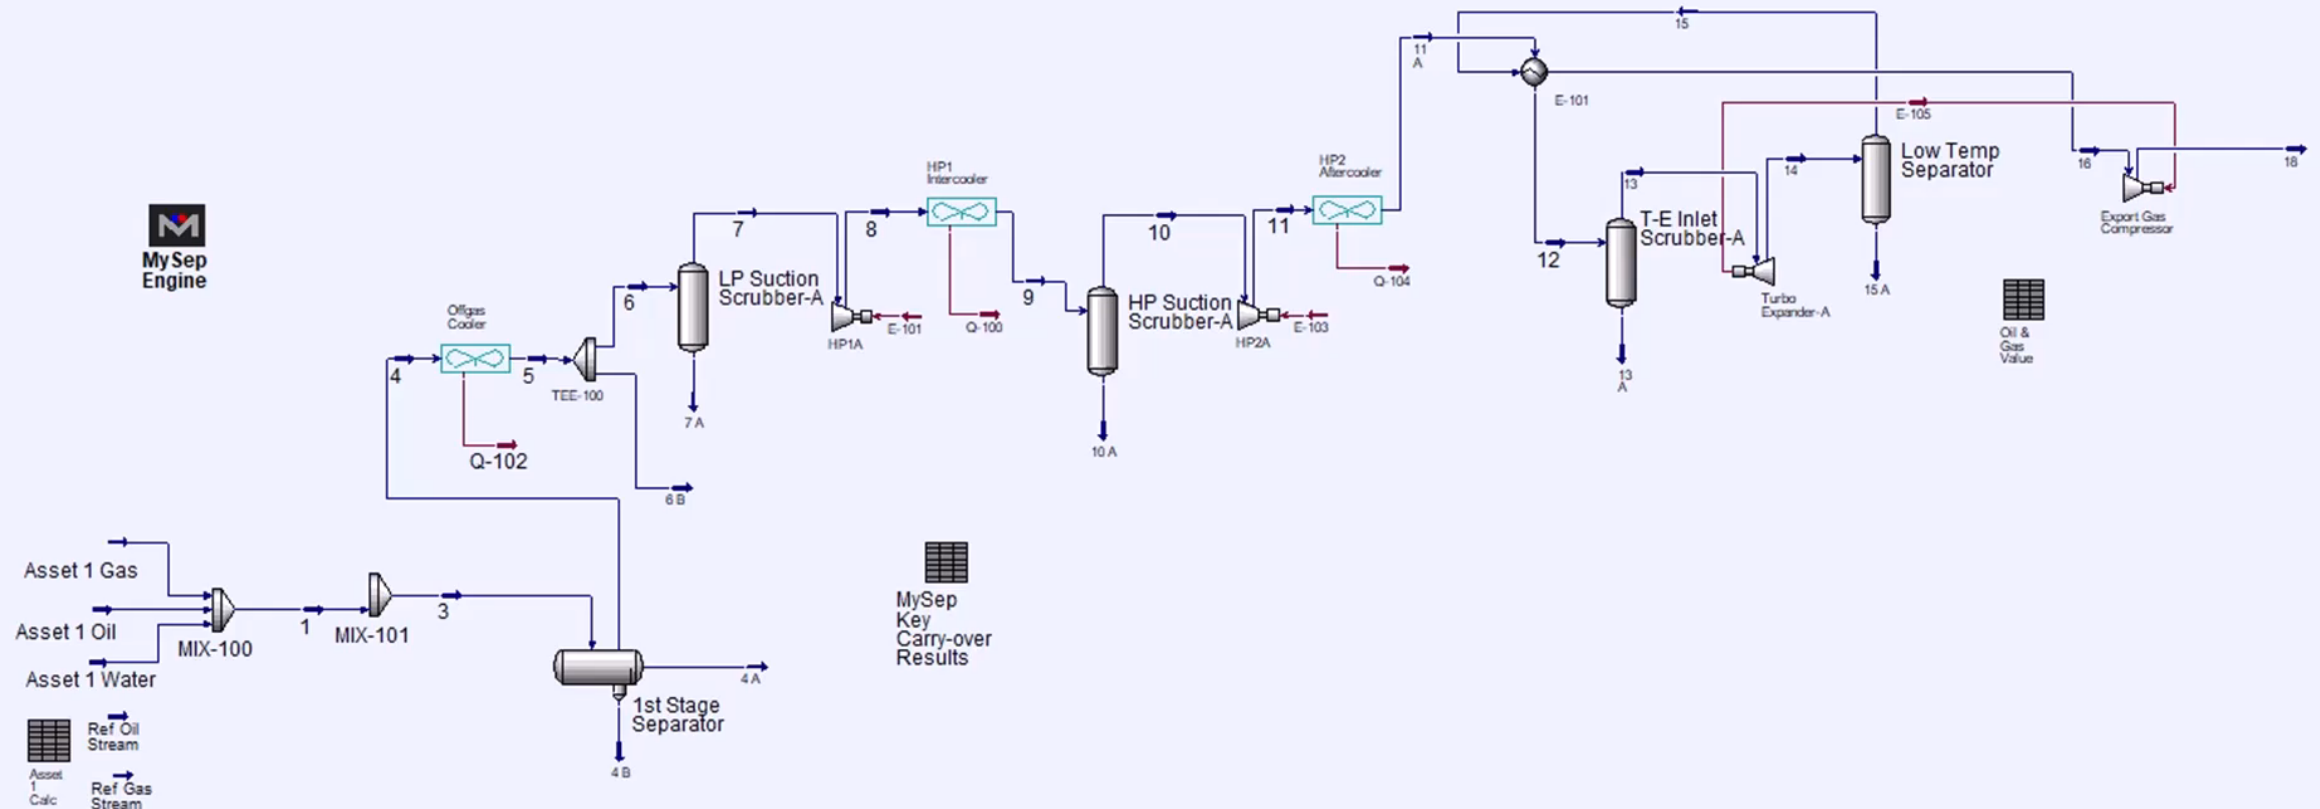 15
11
A
E-101
E-105
16
18
13
14
Low Temp
Separator
HP2
Aftercooler
HP1
Intercooler
T-E Inlet
Scrubber-A
Export Gas
Compressor
MySep
Engine
7
8
10
11
12
Q-104
15 A
Turbo
Expander-A
LP Suction
Scrubber-A
6
9
HP Suction
Scrubber-A
Offgas
Cooler
E-101
HP1A
Q-100
E-103
HP2A
Oil &
Gas
Value
4
5
TEE-100
13
A
7 A
10 A
Q-102
6 B
Asset 1 Gas
Asset 1 Oil
Asset 1 Water
MIX-100
1
MIX-101
3
MySep
Key
Carry-over
Results
4 A
1st Stage
Separator
4 B
Ref Oil
Stream
Asset
1
Calc
Ref Gas
Stream